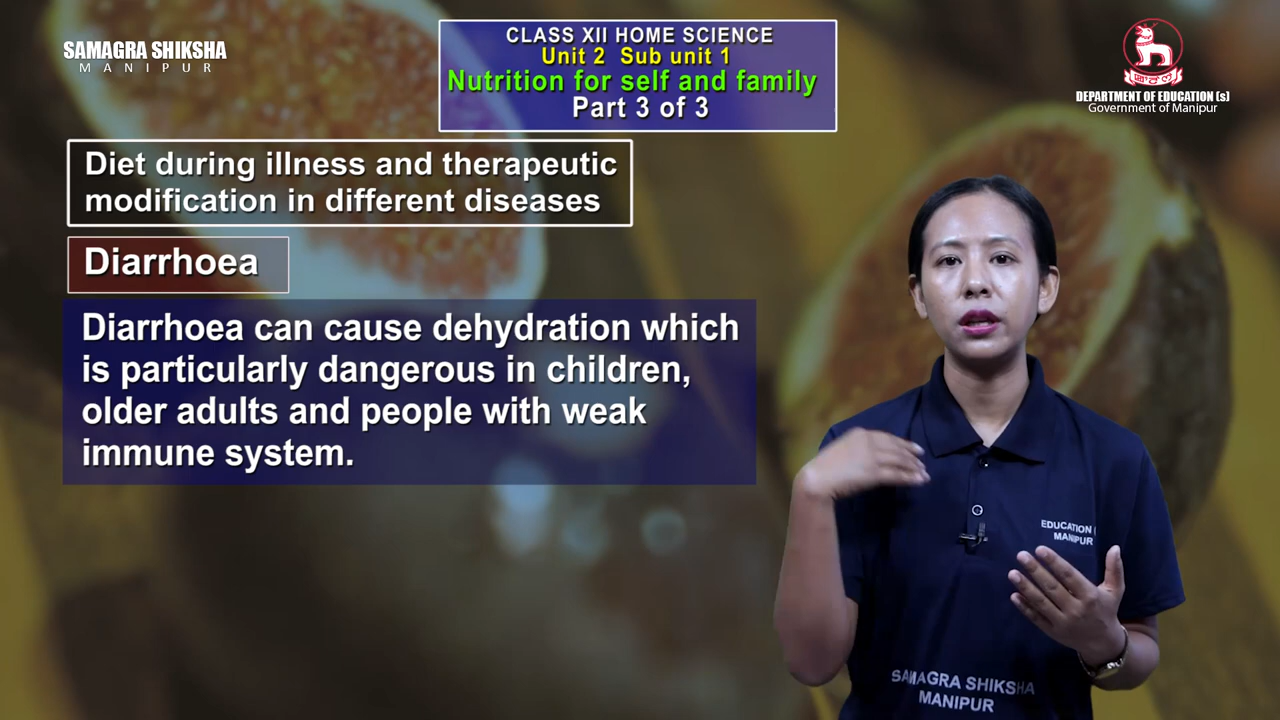 SAMAGRA SHIKSHA
MANIPUR
CLASS XII HOME SCIENCE
Unit 2 Sub unit 1
Nutrition for self and family
Part 3 of 3
DEPARTMENT OF EDUCATION (s)
Government of Manipur
Diet during illness and therapeutic
modification in different diseases
Diarrhoea
Diarrhoea can cause dehydration which
is particularly dangerous in children,
older adults and people with weak
immune system.
EDUCATION (
MANIPUR
SAMAGRA SHIKSHA
MANIPUR